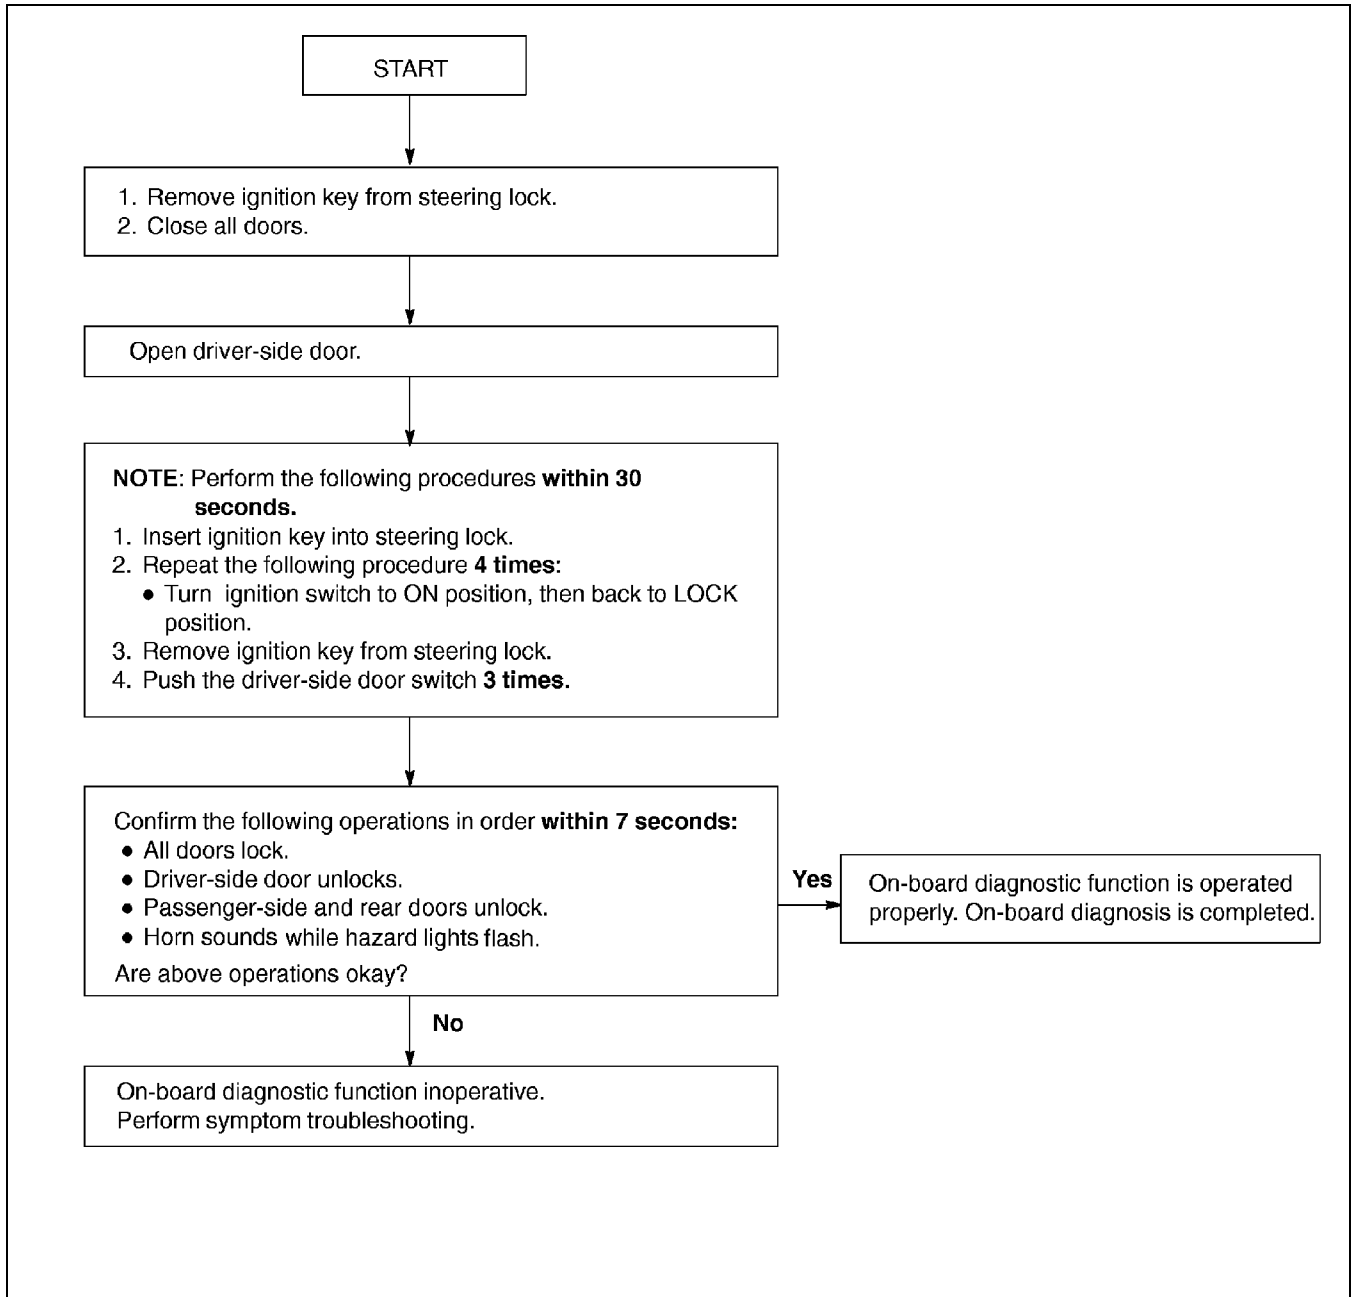 START
1. Remove ignition key from steering lock.
2. Close all doors.
Open driver-side door.
NOTE: Perform the following procedures within 30
seconds.
1. Insert ignition key into steering lock.
2. Repeat the following procedure 4 times:
● Turn ignition switch to ON position, then back to LOCK
position.
3. Remove ignition key from steering lock.
4. Push the driver-side door switch 3 times.
Confirm the following operations in order within 7 seconds:
● All doors lock.
● Driver-side door unlocks.
● Passenger-side and rear doors unlock.
● Horn sounds while hazard lights flash.
Are above operations okay?
Yes
On-board diagnostic function is operated
properly. On-board diagnosis is completed.
No
On-board diagnostic function inoperative.
Perform symptom troubleshooting.